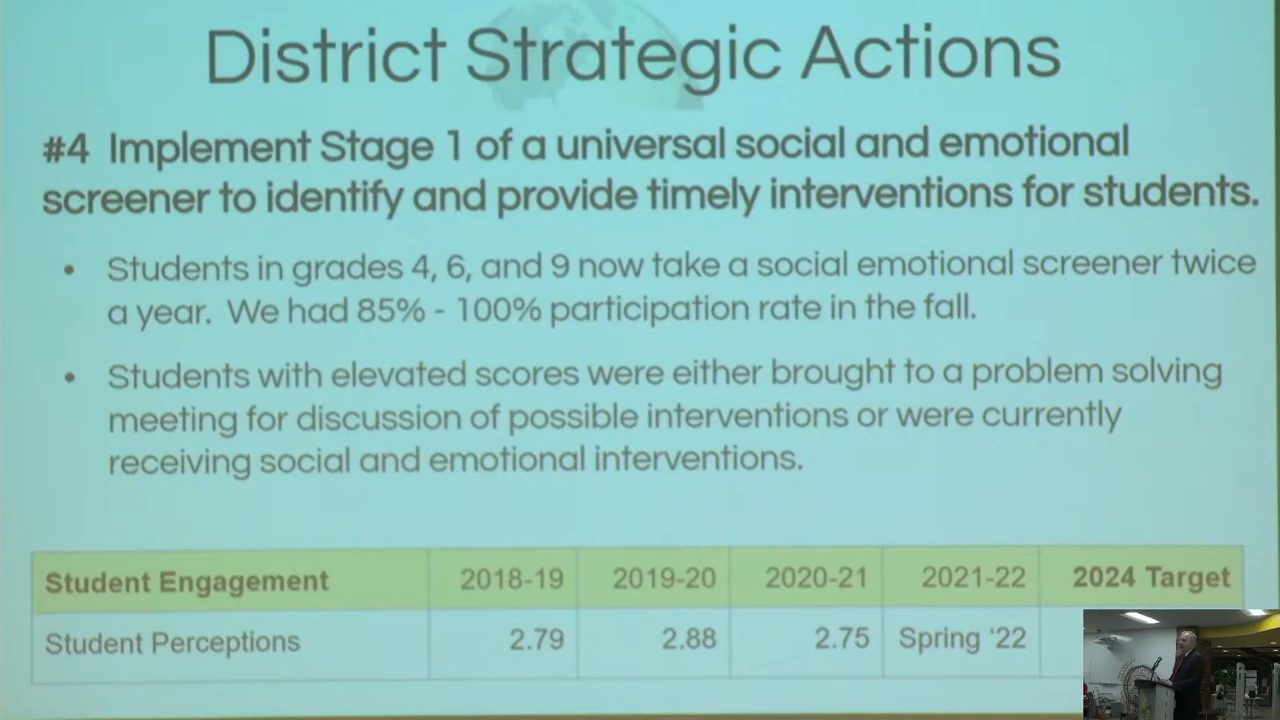 District Strategic Actions
#4 Implement Stage 1 of a universal social and emotional
screener to identify and provide timely interventions for students.
• Students in grades 4, 6, and 9 now take a social emotional screener twice
a year. We had 85% - 100% participation rate in the fall.
• Students with elevated scores were either brought to a problem solving
meeting for discussion of possible interventions or were currently
receiving social and emotional interventions.
Student Engagement 2018-19 2019-20 2020-21 2021-22 2024 Target
Student Perceptions 2.79 2.88 2.75 Spring ‘22